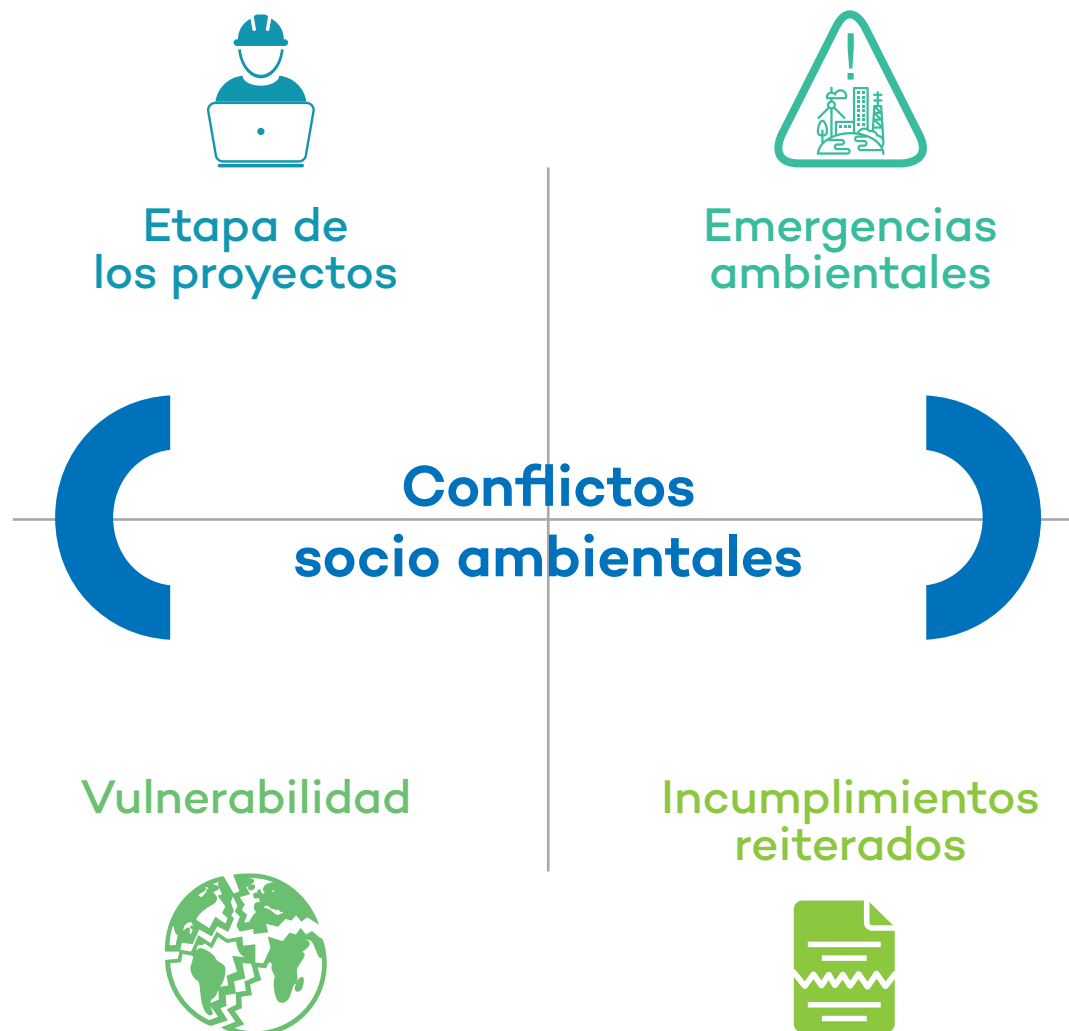 Etapa de
los proyectos
Emergencias
ambientales
Conflictos
socio ambientales
Vulnerabilidad
Incumplimientos
reiterados